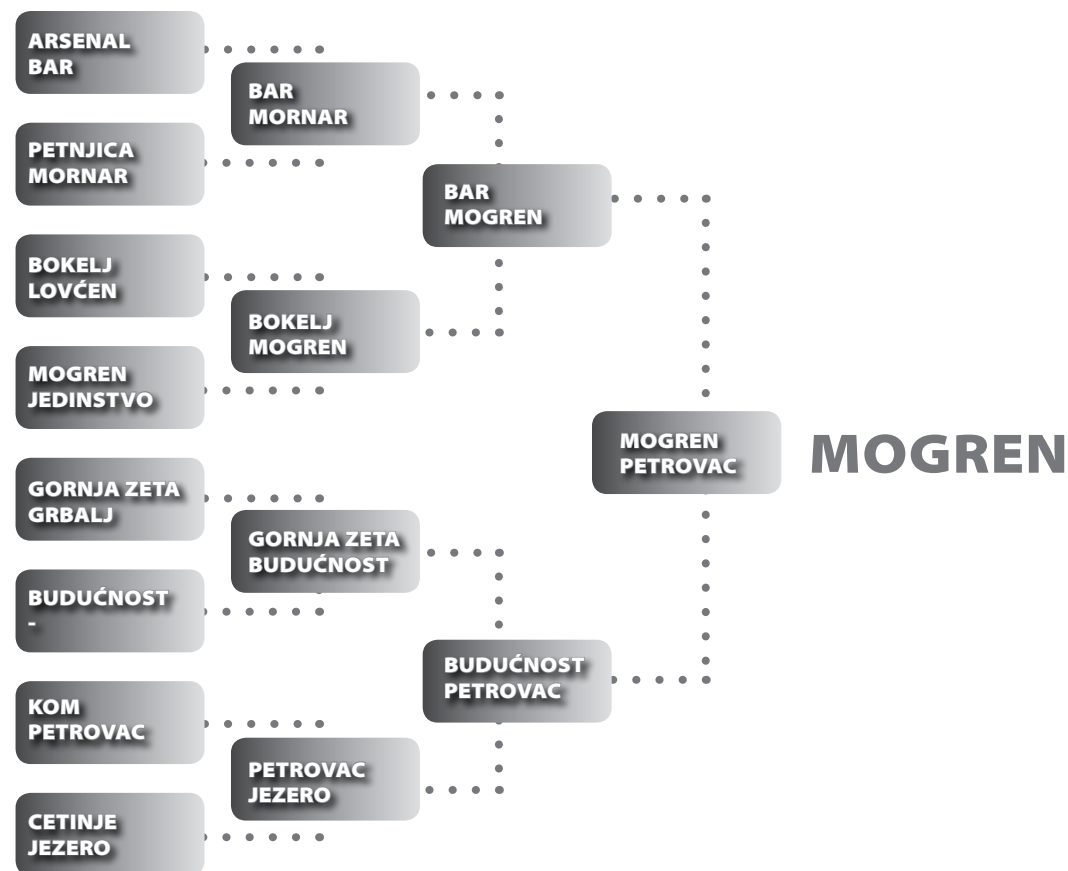 ARSENAL
BAR
PETNJICA
MORNAR
BOKELJ
LOVĆEN
MOGREN
JEDINSTVO
GORNJA ZETA
GRBALJ
BUDUĆNOST
-
KOM
PETROVAC
CETINJE
JEZERO
BAR
MORNAR
BOKELJ
MOGREN
GORNJA ZETA
BUDUĆNOST
PETROVAC
JEZERO
BAR
MOGREN
BUDUĆNOST
PETROVAC
MOGREN
PETROVAC
MOGREN